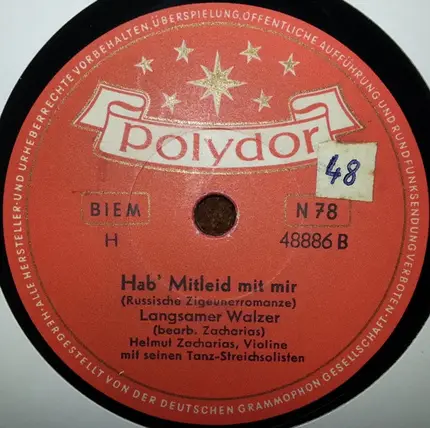 ALLE HERSTELLER- UND URHEBERRECHTE VORBEHALTEN, ÜBERSPIELUNG, ÖFFENTLICHE AUFFÜHRUNG UND RUNDFUNKSENDUNG VERBOTEN
polydor
48
BIEM
N 78
H
48886 B
Hab' Mitleid mit mir
(Russische Zigeunerromanze)
Langsamer Walzer
(bearb. Zacharias)
Helmut Zacharias, Violine
mit seinen Tanz-Streichsolisten
HERGESTELLT VON DER DEUTSCHEN GRAMMOPHON GESELLSCHAFT